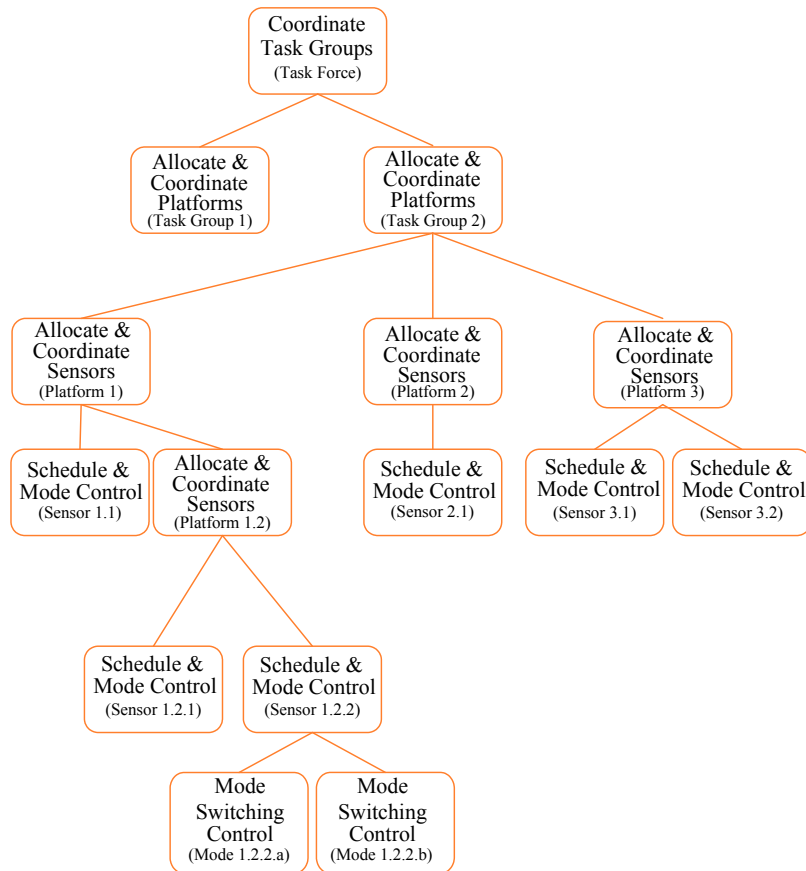 Coordinate
Task Groups
(Task Force)
Allocate &
Coordinate
Platforms
(Task Group 1)
Allocate &
Coordinate
Platforms
(Task Group 2)
Allocate &
Coordinate
Sensors
(Platform 1)
Allocate &
Coordinate
Sensors
(Platform 2)
Allocate &
Coordinate
Sensors
(Platform 3)
Schedule &
Mode Control
(Sensor 1.1)
Allocate &
Coordinate
Sensors
(Platform 1.2)
Schedule &
Mode Control
(Sensor 2.1)
Schedule &
Mode Control
(Sensor 3.1)
Schedule &
Mode Control
(Sensor 3.2)
Schedule &
Mode Control
(Sensor 1.2.1)
Schedule &
Mode Control
(Sensor 1.2.2)
Mode
Switching
Control
(Mode 1.2.2.a)
Mode
Switching
Control
(Mode 1.2.2.b)